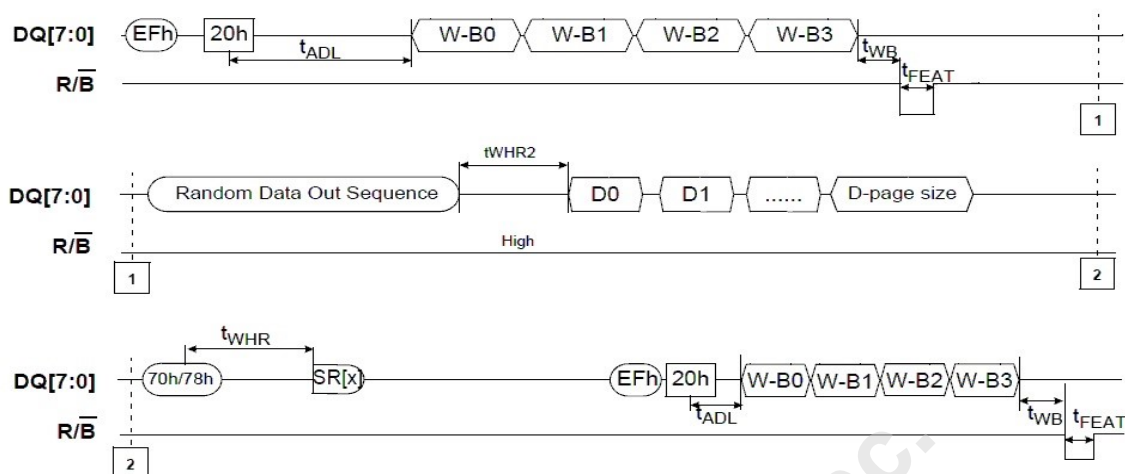 DQ[7:0] EFh 20h tADL W-B0 W-B1 W-B2 W-B3 tWB tFEAT
R/B
1
DQ[7:0] Random Data Out Sequence tWHR2 D0 D1 ...... D-page size
R/B High
1 2
DQ[7:0] 70h/78h tWHR SR[x] EFh 20h tADL W-B0 W-B1 W-B2 W-B3 tWB tFEAT
R/B
2
c.